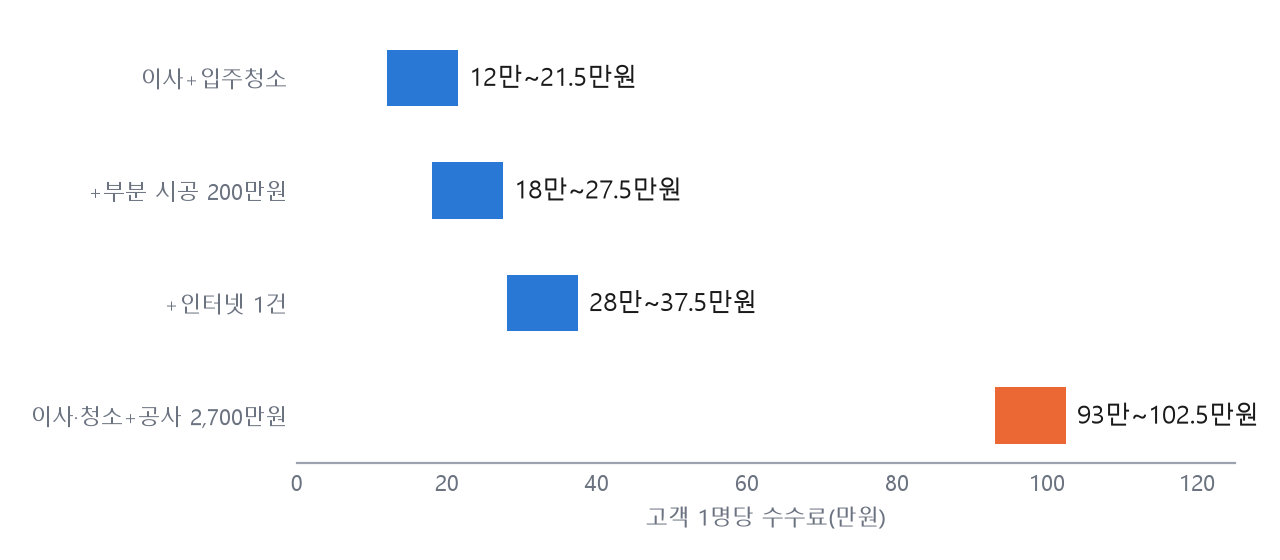 이사+입주청소
12만~21.5만원
+부분 시공 200만원
18만~27.5만원
+인터넷 1건
28만~37.5만원
이사·청소+공사 2,700만원
93만~102.5만원
0 20 40 60 80 100 120
고객 1명당 수수료(만원)